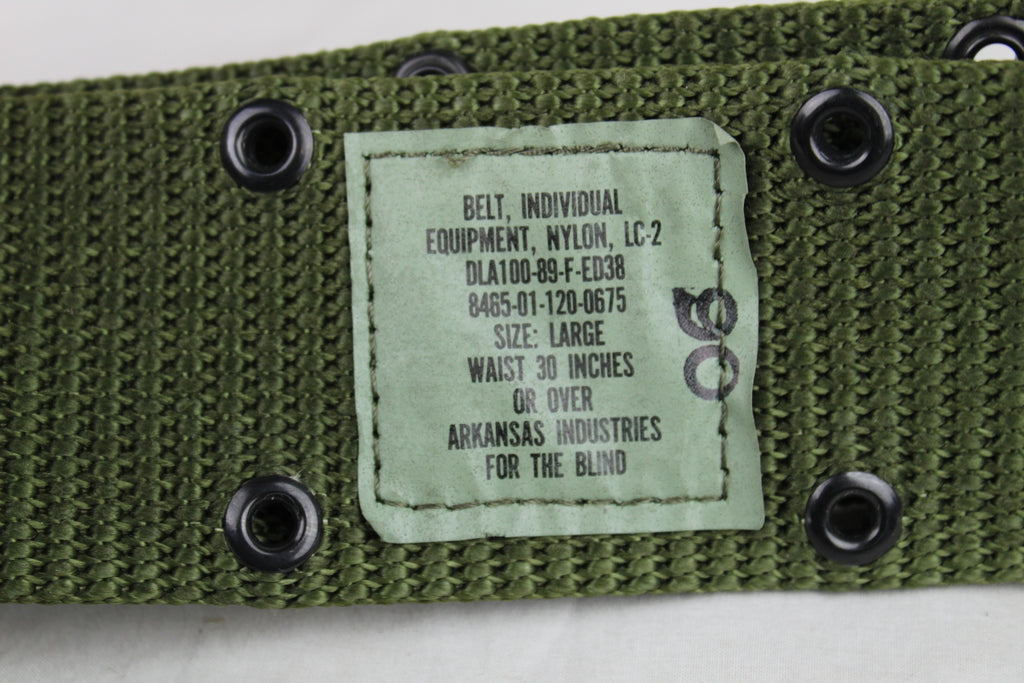 BELT, INDIVIDUAL
EQUIPMENT, NYLON, LC-2
DLA100-89-F-ED38
8465-01-120-0675
SIZE: LARGE
WAIST 30 INCHES
OR OVER
ARKANSAS INDUSTRIES
FOR THE BLIND